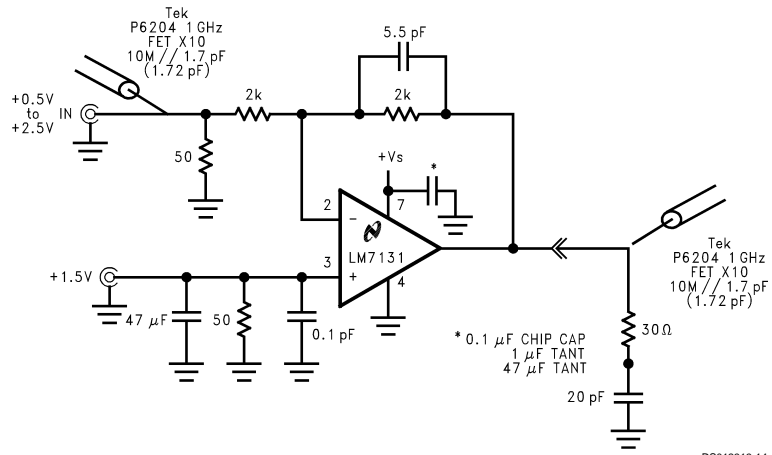 Tek
P6204 1 GHz
FET X10
10M // 1.7 pF
(1.72 pF)
5.5 pF
+0.5V
to IN
+2.5V
2k
2k
50
+Vs
*
7
2
-
LM7131
3
+
4
+1.5V
47 µF
50
0.1 pF
Tek
P6204 1 GHz
FET X10
10M // 1.7 pF
(1.72 pF)
* 0.1 µF CHIP CAP
1 µF TANT
47 µF TANT
30Ω
20 pF